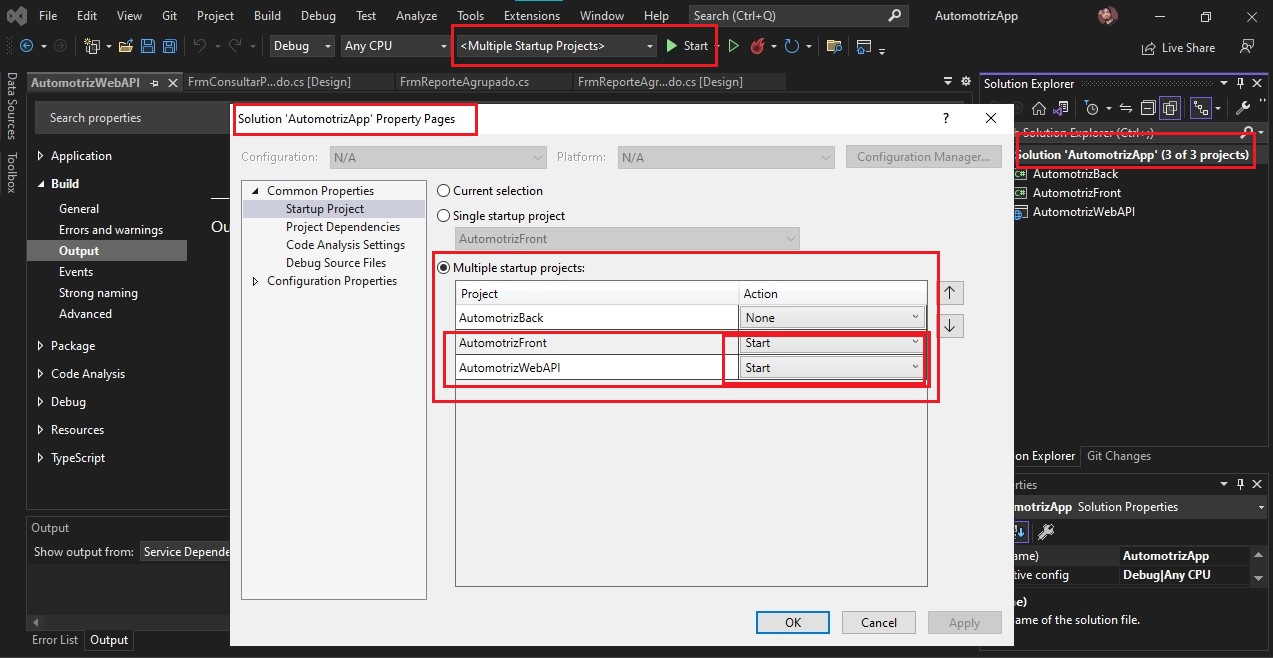 File Edit View Git Project Build Debug Test Analyze Tools Extensions Window Help Search (Ctrl+Q) AutomotrizApp
Debug Any CPU <Multiple Startup Projects> Start Live Share
Data Sources
Toolbox
AutomotrizWebAPI FrmConsultarP...do.cs [Design] FrmReporteAgrupado.cs FrmReporteAgr...do.cs [Design]
Search properties
Application
Build
General
Errors and warnings
Output
Events
Strong naming
Advanced
Package
Code Analysis
Debug
Resources
TypeScript
Ou
Output
Show output from: Service Depende
Error List Output
Solution 'AutomotrizApp' Property Pages ?
Configuration: N/A Platform: N/A Configuration Manager...
Common Properties
Startup Project
Project Dependencies
Code Analysis Settings
Debug Source Files
Configuration Properties
Current selection
Single startup project
AutomotrizFront
Multiple startup projects:
Project Action
AutomotrizBack None
AutomotrizFront Start
AutomotrizWebAPI Start
OK Cancel Apply
Solution Explorer
Solution Explorer (Ctrl+;)
Solution 'AutomotrizApp' (3 of 3 projects)
C# AutomotrizBack
C# AutomotrizFront
AutomotrizWebAPI
on Explorer Git Changes
rties
motrizApp Solution Properties
ame) AutomotrizApp
tive config Debug|Any CPU
e)
ame of the solution file.